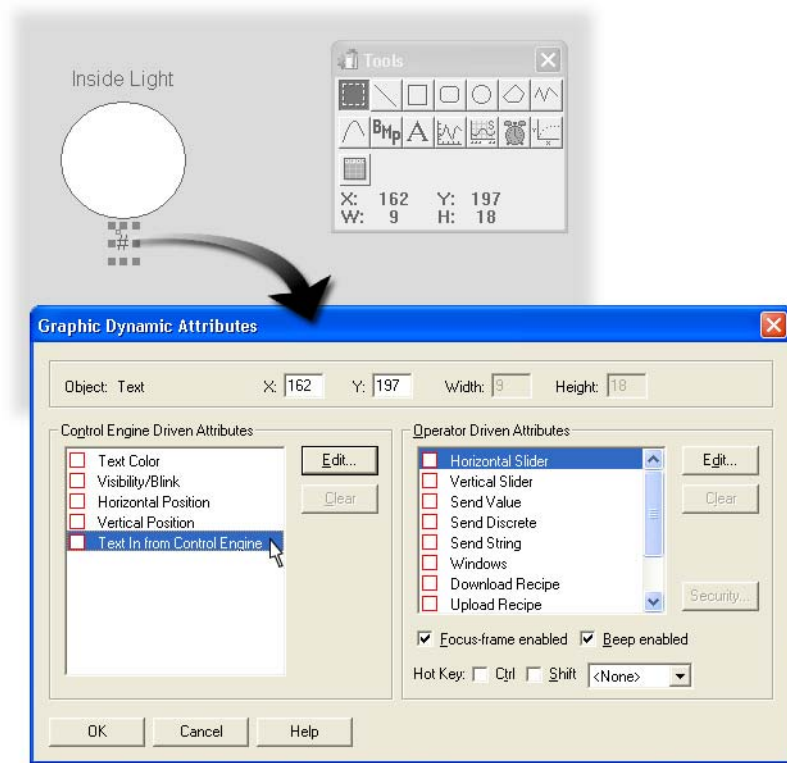 Inside Light
#
Tools
BMP A
X: 162 Y: 197
W: 9 H: 18
Graphic Dynamic Attributes
Object: Text X: 162 Y: 197 Width: 9 Height: 18
Control Engine Driven Attributes
Text Color
Visibility/Blink
Horizontal Position
Vertical Position
Text In from Control Engine
Edit...
Clear
Operator Driven Attributes
Horizontal Slider
Vertical Slider
Send Value
Send Discrete
Send String
Windows
Download Recipe
Upload Recipe
Edit...
Clear
Security...
Focus-frame enabled Beep enabled
Hot Key: Ctrl Shift <None>
OK Cancel Help